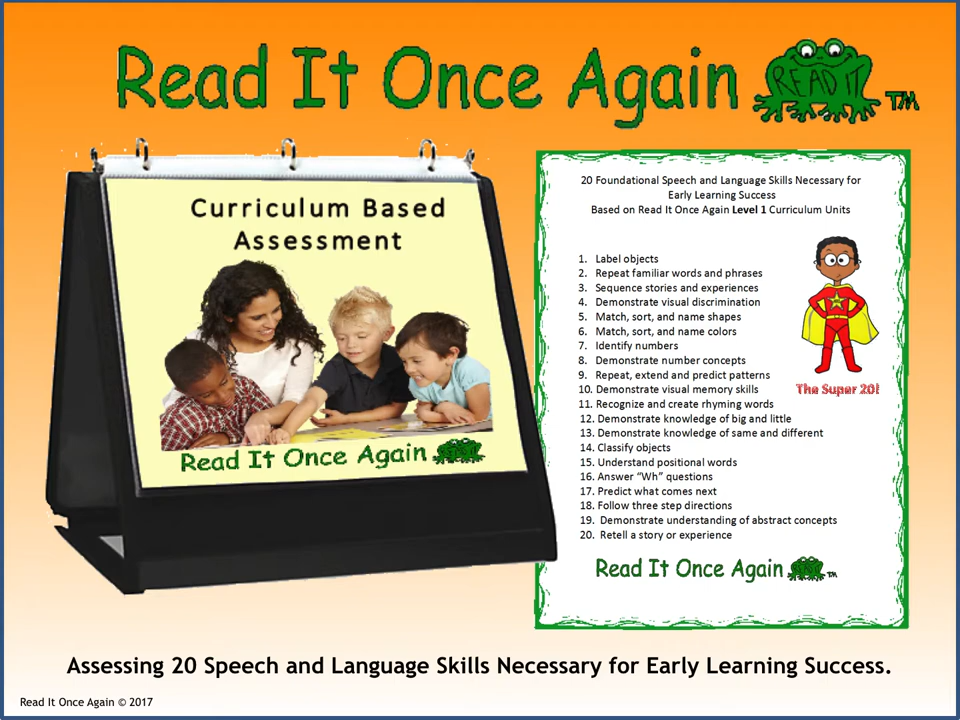 Read It Once Again
READ IT
TM
Curriculum Based
Assessment
Read It Once Again
20 Foundational Speech and Language Skills Necessary for
Early Learning Success
Based on Read It Once Again Level 1 Curriculum Units
1. Label objects
2. Repeat familiar words and phrases
3. Sequence stories and experiences
4. Demonstrate visual discrimination
5. Match, sort, and name shapes
6. Match, sort, and name colors
7. Identify numbers
8. Demonstrate number concepts
9. Repeat, extend and predict patterns
10. Demonstrate visual memory skills
11. Recognize and create rhyming words
12. Demonstrate knowledge of big and little
13. Demonstrate knowledge of same and different
14. Classify objects
15. Understand positional words
16. Answer “Wh” questions
17. Predict what comes next
18. Follow three step directions
19. Demonstrate understanding of abstract concepts
20. Retell a story or experience
The Super 20!
Read It Once Again
TM
Assessing 20 Speech and Language Skills Necessary for Early Learning Success.
Read It Once Again © 2017